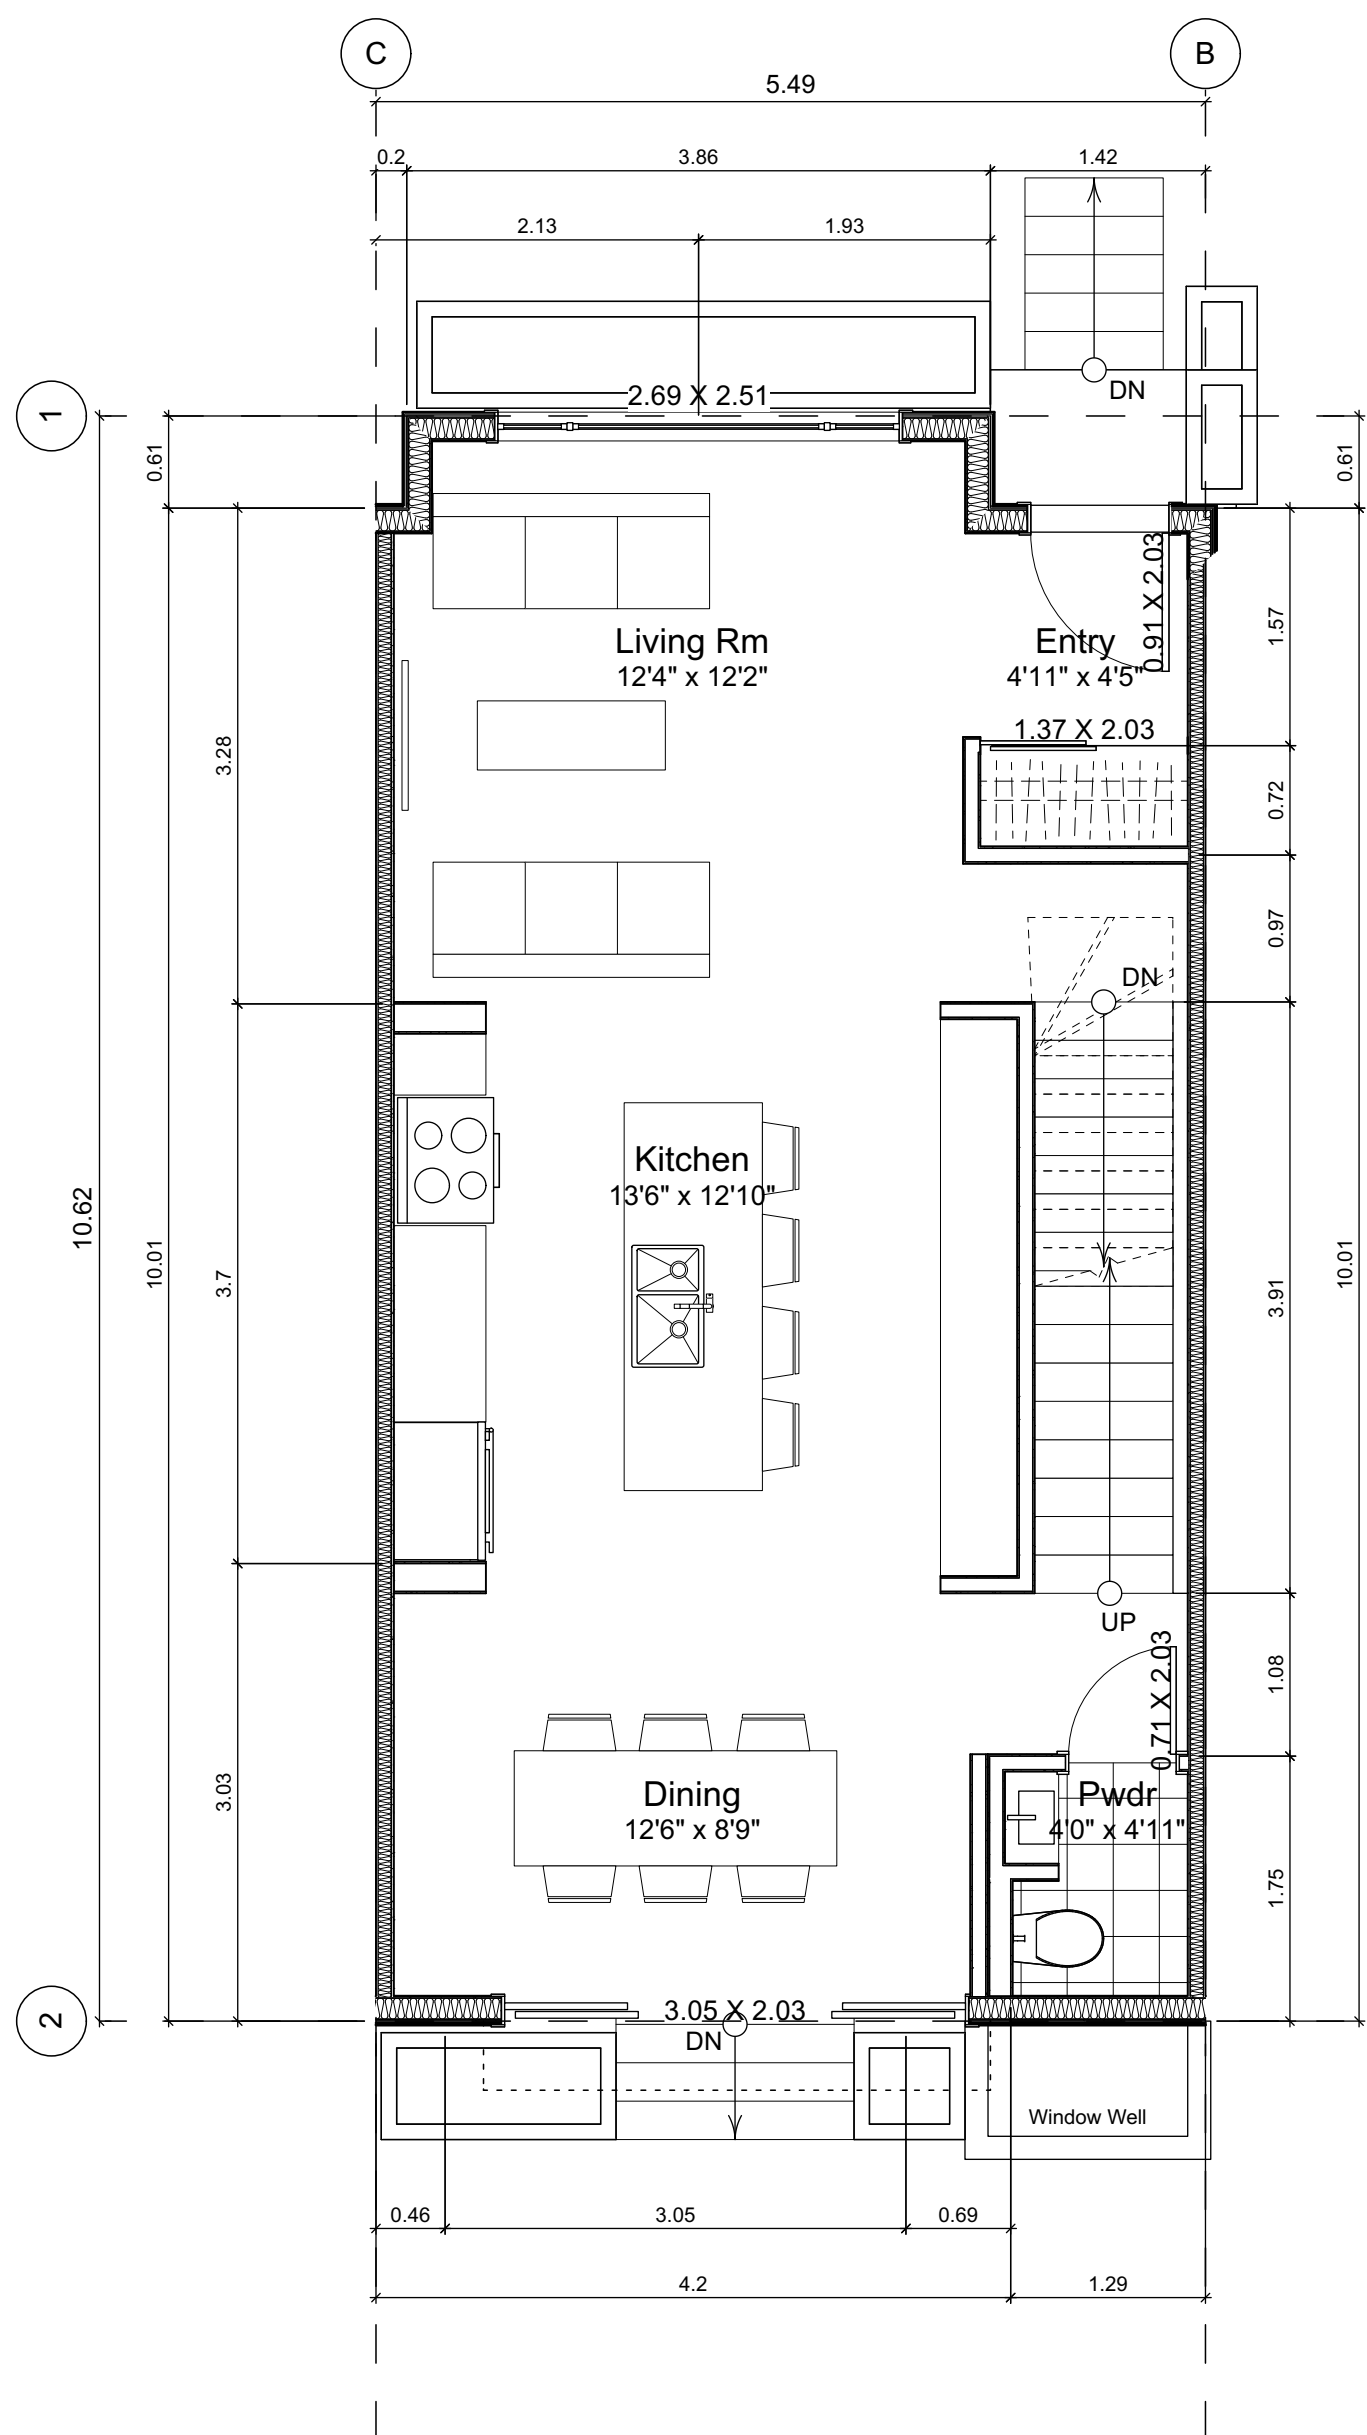 C
B
5.49
0.2
3.86
1.42
2.13
1.93
2.69 X 2.51
DN
1
0.61
0.61
0.91 X 2.03
Living Rm
12'4" x 12'2"
Entry
4'11" x 4'5"
1.57
1.37 X 2.03
3.28
0.72
0.97
DN
Kitchen
13'6" x 12'10"
10.62
10.01
3.7
3.91
10.01
UP
0.71 X 2.03
1.08
3.03
Dining
12'6" x 8'9"
Pwdr
4'0" x 4'11"
1.75
2
3.05 X 2.03
DN
Window Well
0.46
3.05
0.69
4.2
1.29